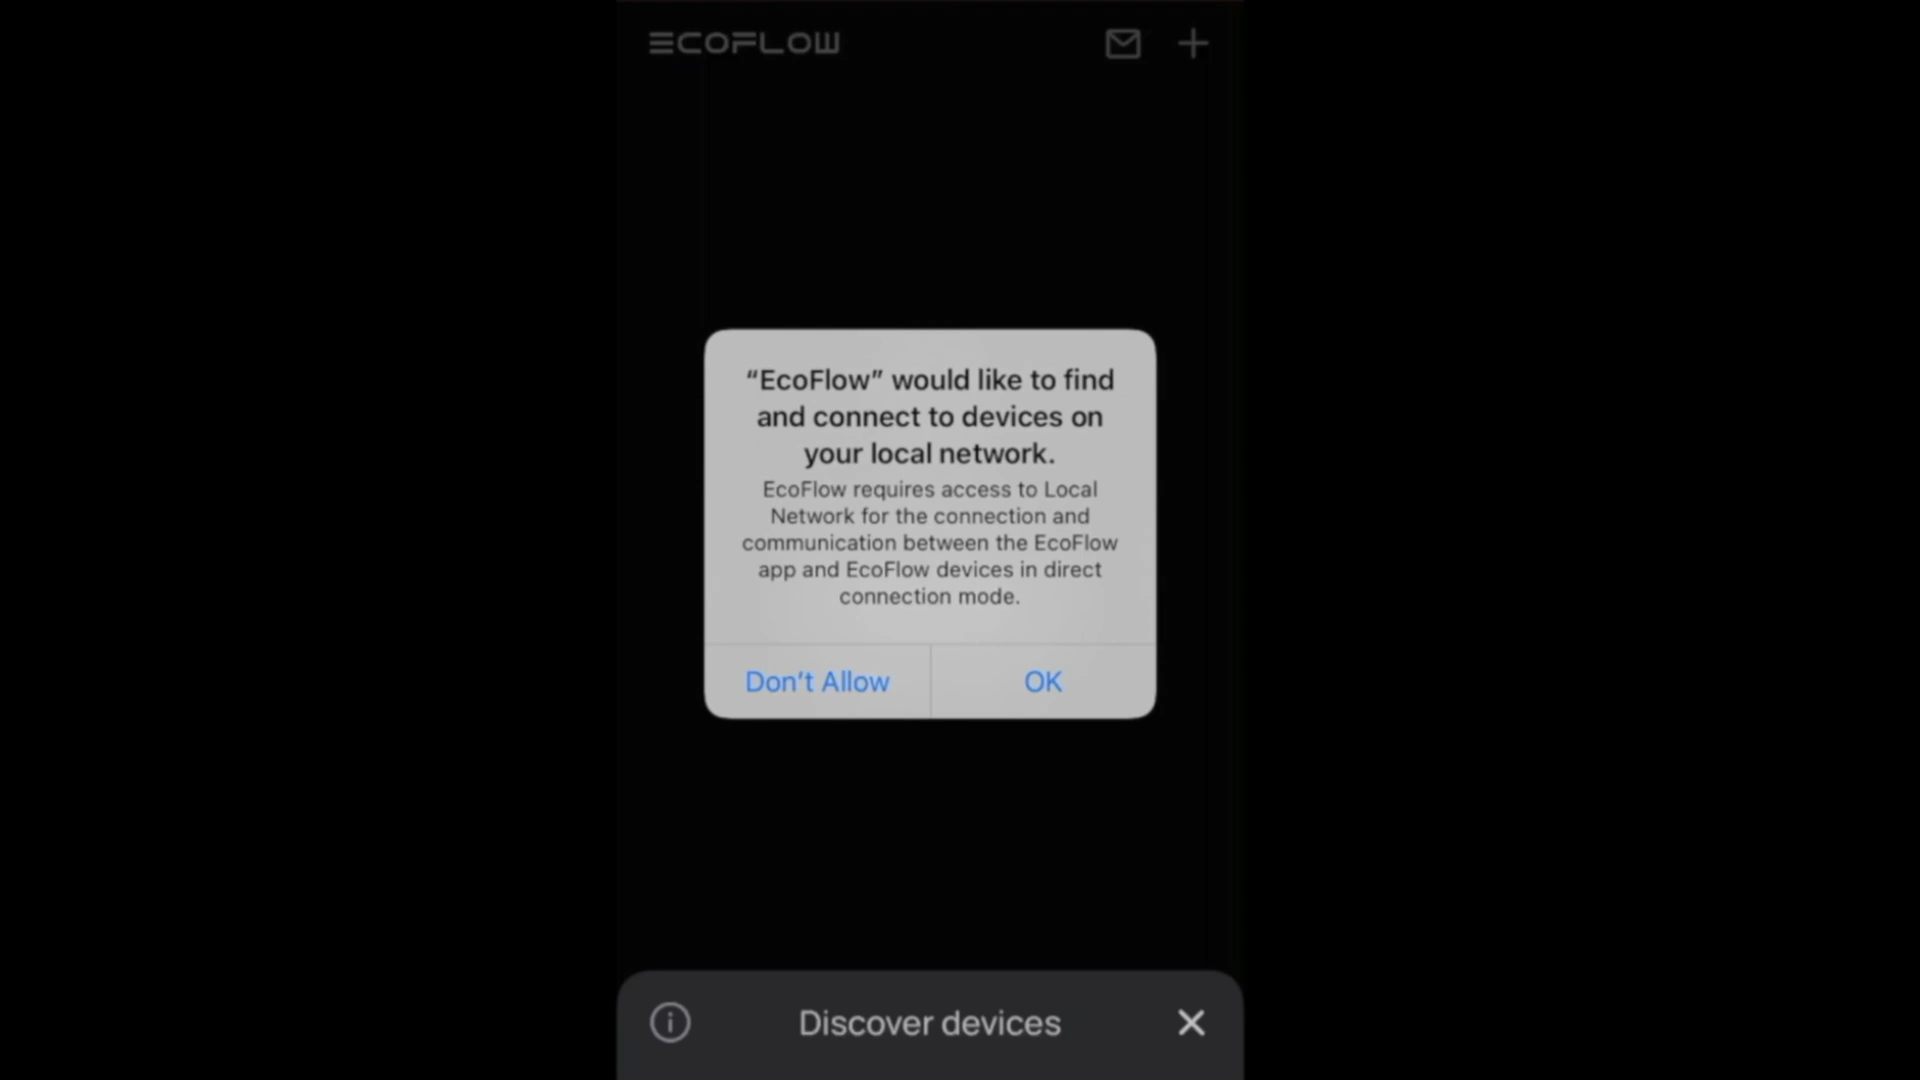 ECOFLOW
“EcoFlow” would like to find
and connect to devices on
your local network.
EcoFlow requires access to Local
Network for the connection and
communication between the EcoFlow
app and EcoFlow devices in direct
connection mode.
Don’t Allow
OK
Discover devices